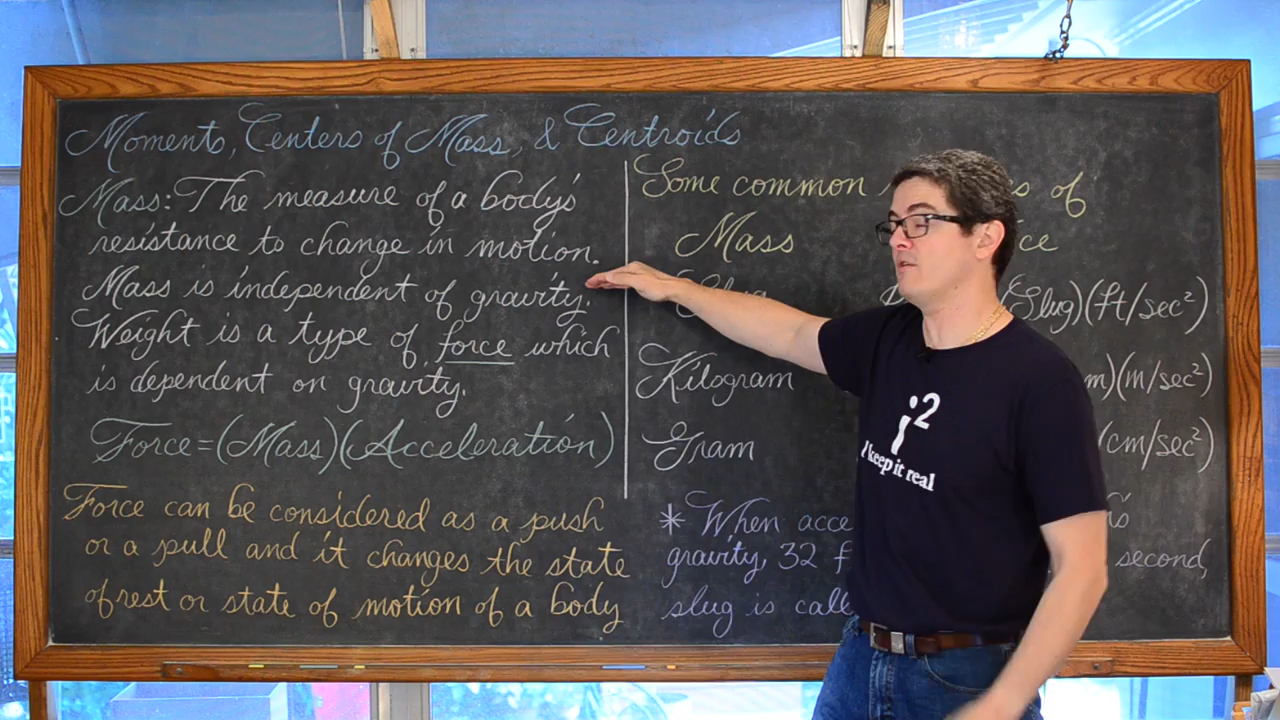 Moments, Centers of Mass, & Centroids
Mass: The measure of a body's
resistance to change in motion.
Mass is independent of gravity.
Weight is a type of force which
is dependent on gravity.
Force = (Mass)(Acceleration)
Force can be considered as a push
or a pull and it changes the state
of rest or state of motion of a body
Some common of
Mass
Slug (Slug)(ft/sec²)
Kilogram m)(m/sec²)
Gram (cm/sec²)
* When acce
gravity, 32 f second,
slug is call
i²
I keep it real